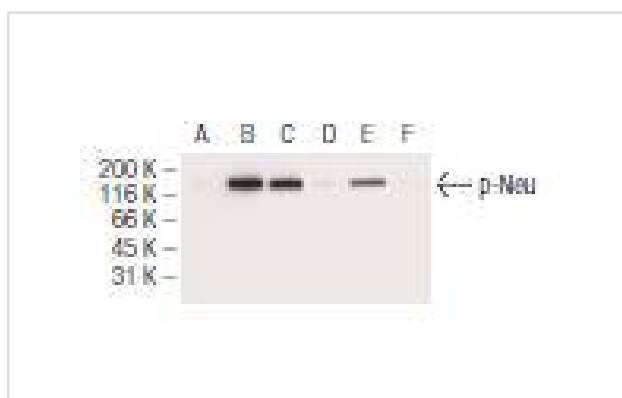 A B C D E F
200 K –
116 K –
66 K –
45 K –
31 K –
<--- p-Neu